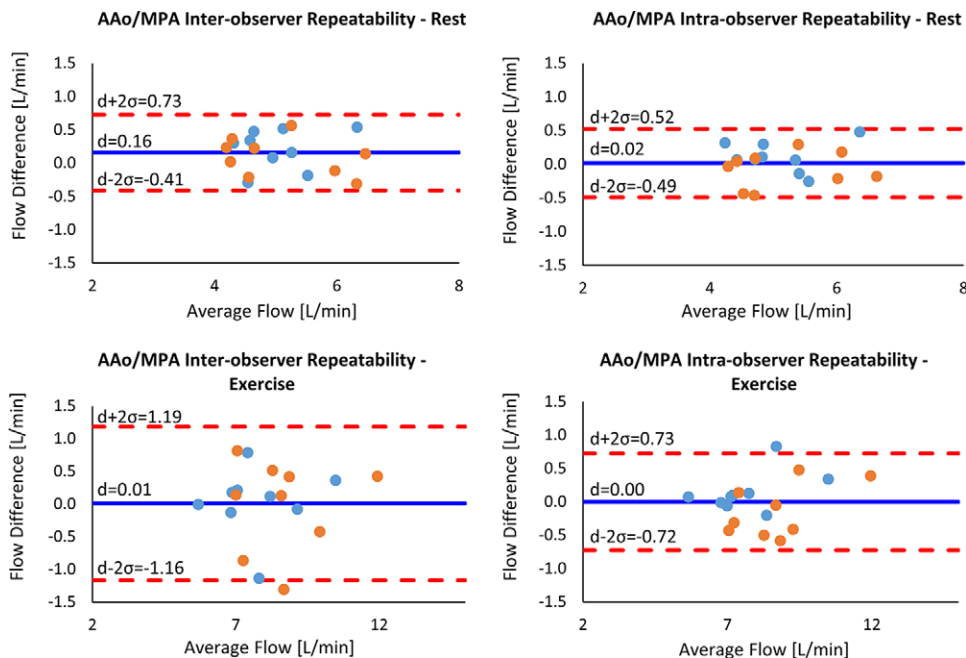 AAo/MPA Inter-observer Repeatability - Rest
Flow Difference [L/min]
1.5
1.0
0.5
0.0
-0.5
-1.0
-1.5
d+2σ=0.73
d=0.16
d-2σ=-0.41
2
4
6
8
Average Flow [L/min]
AAo/MPA Intra-observer Repeatability - Rest
Flow Difference [L/min]
1.5
1.0
0.5
0.0
-0.5
-1.0
-1.5
d+2σ=0.52
d=0.02
d-2σ=-0.49
2
4
6
8
Average Flow [L/min]
AAo/MPA Inter-observer Repeatability -
Exercise
Flow Difference [L/min]
1.5
1.0
0.5
0.0
-0.5
-1.0
-1.5
d+2σ=1.19
d=0.01
d-2σ=-1.16
2
7
12
Average Flow [L/min]
AAo/MPA Intra-observer Repeatability -
Exercise
Flow Difference [L/min]
1.5
1.0
0.5
0.0
-0.5
-1.0
-1.5
d+2σ=0.73
d=0.00
d-2σ=-0.72
2
7
12
Average Flow [L/min]